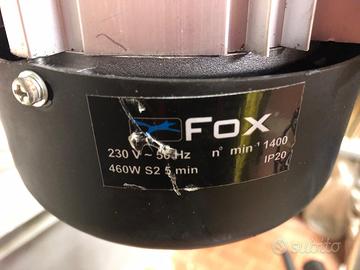 FOX
230 V ~ 50 Hz n° min⁻¹ 1400
460W S2 5 min IP20
subito